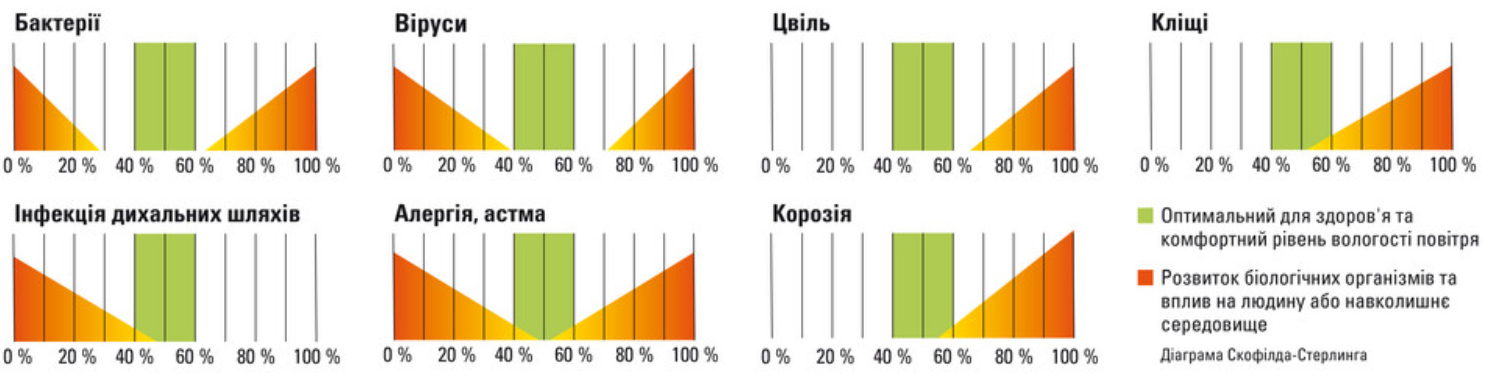 Бактерії
0 % 20 % 40 % 60 % 80 % 100 %
Віруси
0 % 20 % 40 % 60 % 80 % 100 %
Цвіль
0 % 20 % 40 % 60 % 80 % 100 %
Кліщі
0 % 20 % 40 % 60 % 80 % 100 %
Інфекція дихальних шляхів
0 % 20 % 40 % 60 % 80 % 100 %
Алергія, астма
0 % 20 % 40 % 60 % 80 % 100 %
Корозія
0 % 20 % 40 % 60 % 80 % 100 %
Оптимальний для здоров'я та
комфортний рівень вологості повітря
Розвиток біологічних організмів та
вплив на людину або навколишнє
середовище
Діаграма Скофілда-Стерлинга